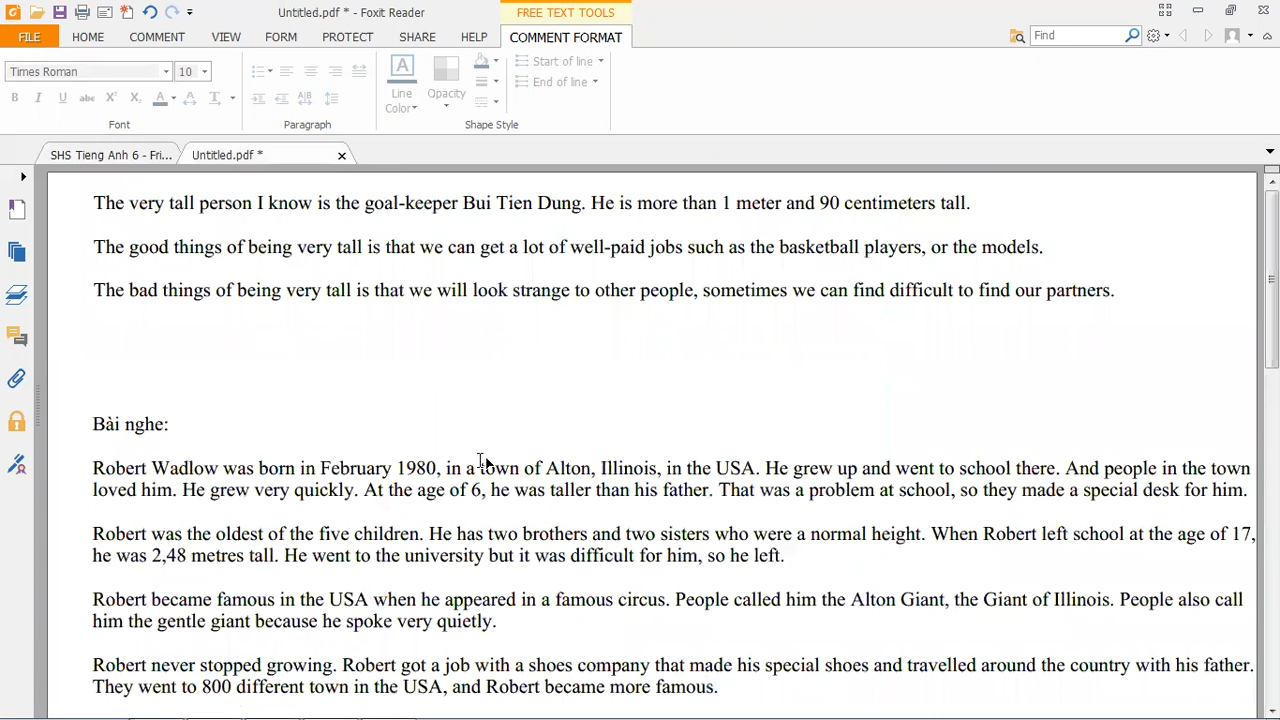 Untitled.pdf * - Foxit Reader
FREE TEXT TOOLS
FILE HOME COMMENT VIEW FORM PROTECT SHARE HELP COMMENT FORMAT
Find
Times Roman 10
Line Color
Opacity
Start of line
End of line
Font
Paragraph
Shape Style
SHS Tieng Anh 6 - Fri...
Untitled.pdf *
The very tall person I know is the goal-keeper Bui Tien Dung. He is more than 1 meter and 90 centimeters tall.
The good things of being very tall is that we can get a lot of well-paid jobs such as the basketball players, or the models.
The bad things of being very tall is that we will look strange to other people, sometimes we can find difficult to find our partners.
Bài nghe:
Robert Wadlow was born in February 1980, in a town of Alton, Illinois, in the USA. He grew up and went to school there. And people in the town
loved him. He grew very quickly. At the age of 6, he was taller than his father. That was a problem at school, so they made a special desk for him.
Robert was the oldest of the five children. He has two brothers and two sisters who were a normal height. When Robert left school at the age of 17,
he was 2,48 metres tall. He went to the university but it was difficult for him, so he left.
Robert became famous in the USA when he appeared in a famous circus. People called him the Alton Giant, the Giant of Illinois. People also call
him the gentle giant because he spoke very quietly.
Robert never stopped growing. Robert got a job with a shoes company that made his special shoes and travelled around the country with his father.
They went to 800 different town in the USA, and Robert became more famous.